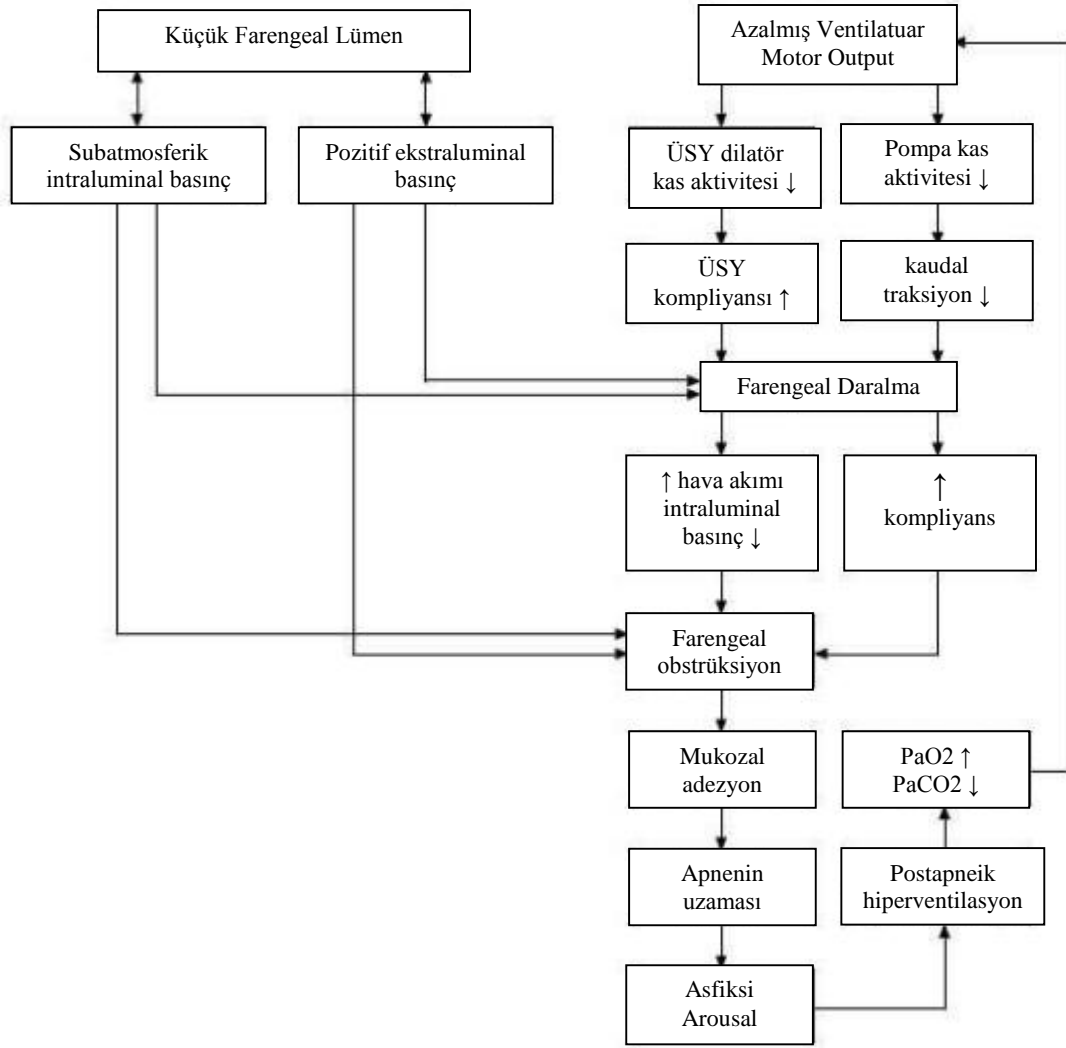 Küçük Farengeal Lümen
Azalmış Ventilatuar
Motor Output
Subatmosferik
intraluminal basınç
Pozitif ekstraluminal
basınç
ÜSY dilatör
kas aktivitesi ↓
Pompa kas
aktivitesi ↓
ÜSY
kompliyansı ↑
kaudal
traksiyon ↓
Farengeal Daralma
↑ hava akımı
intraluminal
basınç ↓
↑
kompliyans
Farengeal
obstrüksiyon
Mukozal
adezyon
PaO2 ↑
PaCO2 ↓
Apnenin
uzaması
Postapneik
hiperventilasyon
Asfiksi
Arousal